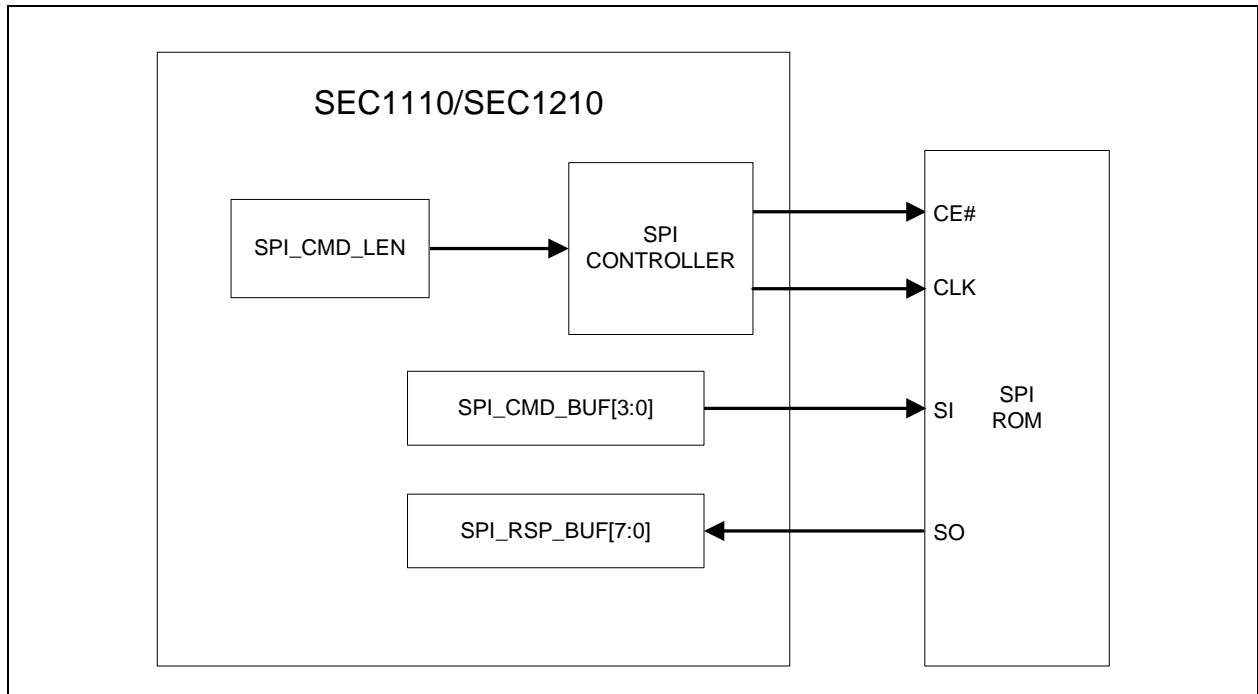 SEC1110/SEC1210
SPI_CMD_LEN
SPI
CONTROLLER
CE#
CLK
SPI_CMD_BUF[3:0]
SI
SPI
ROM
SPI_RSP_BUF[7:0]
SO